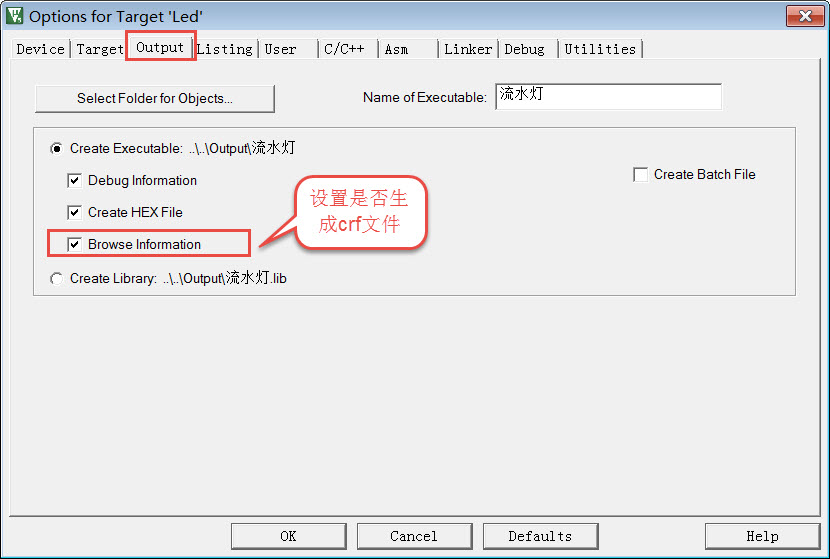 Options for Target 'Led'
Device Target Output Listing User C/C++ Asm Linker Debug Utilities
Select Folder for Objects... Name of Executable: 流水灯
Create Executable: ..\..\Output\流水灯
Debug Information Create Batch File
Create HEX File
Browse Information
设置是否生
成crf文件
Create Library: ..\..\Output\流水灯.lib
OK Cancel Defaults Help